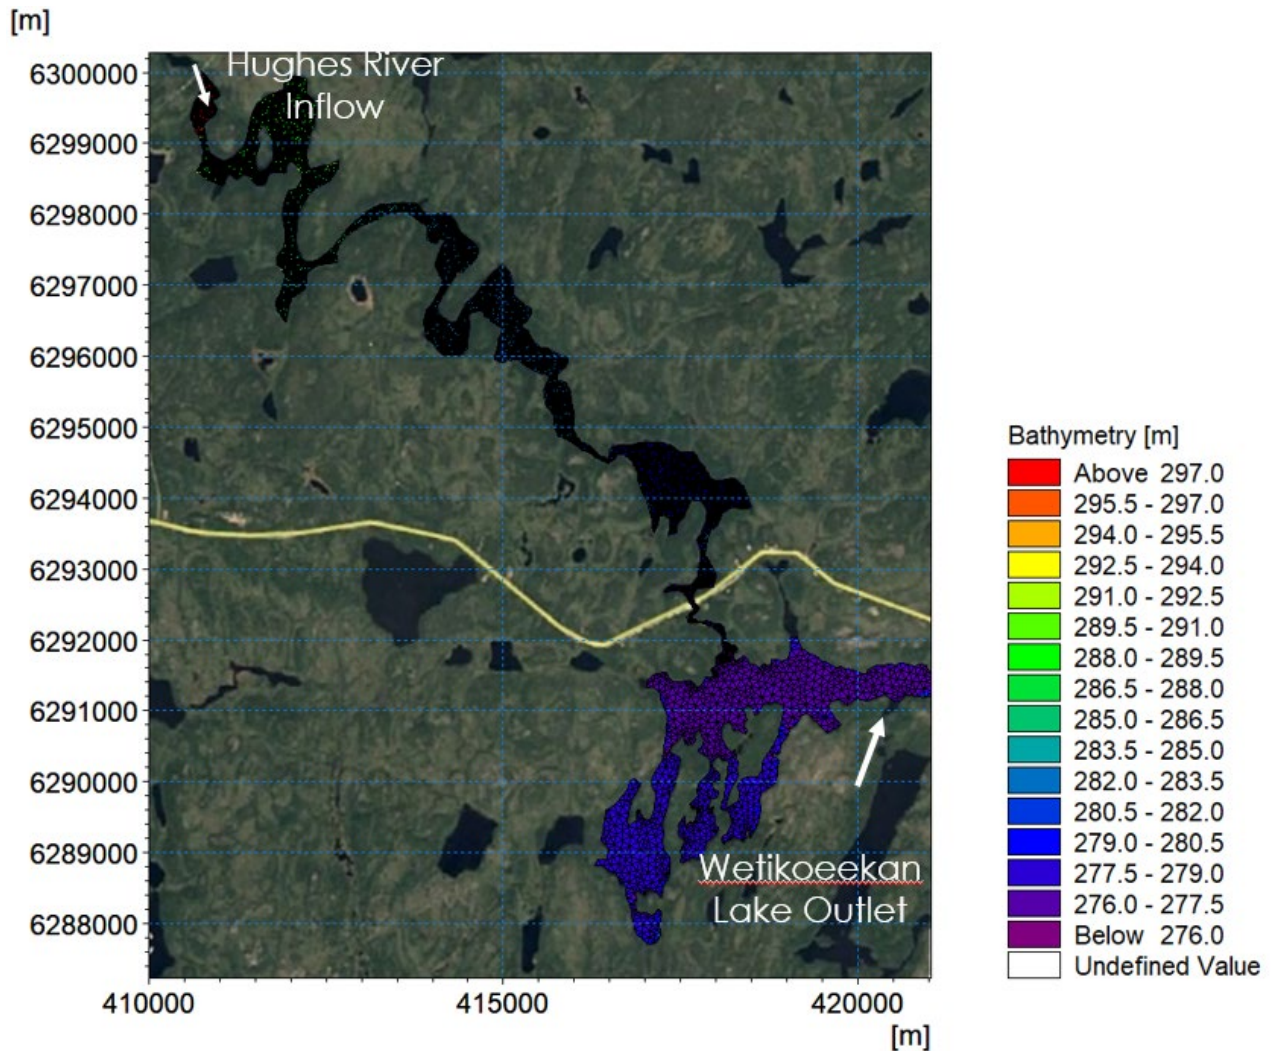 [m]
Hughes River
Inflow
6300000
6299000
6298000
6297000
6296000
6295000
6294000
6293000
6292000
6291000
6290000
6289000
6288000
Wetikoeekan
Lake Outlet
410000
415000
420000
[m]
Bathymetry [m]
Above 297.0
295.5 - 297.0
294.0 - 295.5
292.5 - 294.0
291.0 - 292.5
289.5 - 291.0
288.0 - 289.5
286.5 - 288.0
285.0 - 286.5
283.5 - 285.0
282.0 - 283.5
280.5 - 282.0
279.0 - 280.5
277.5 - 279.0
276.0 - 277.5
Below 276.0
Undefined Value